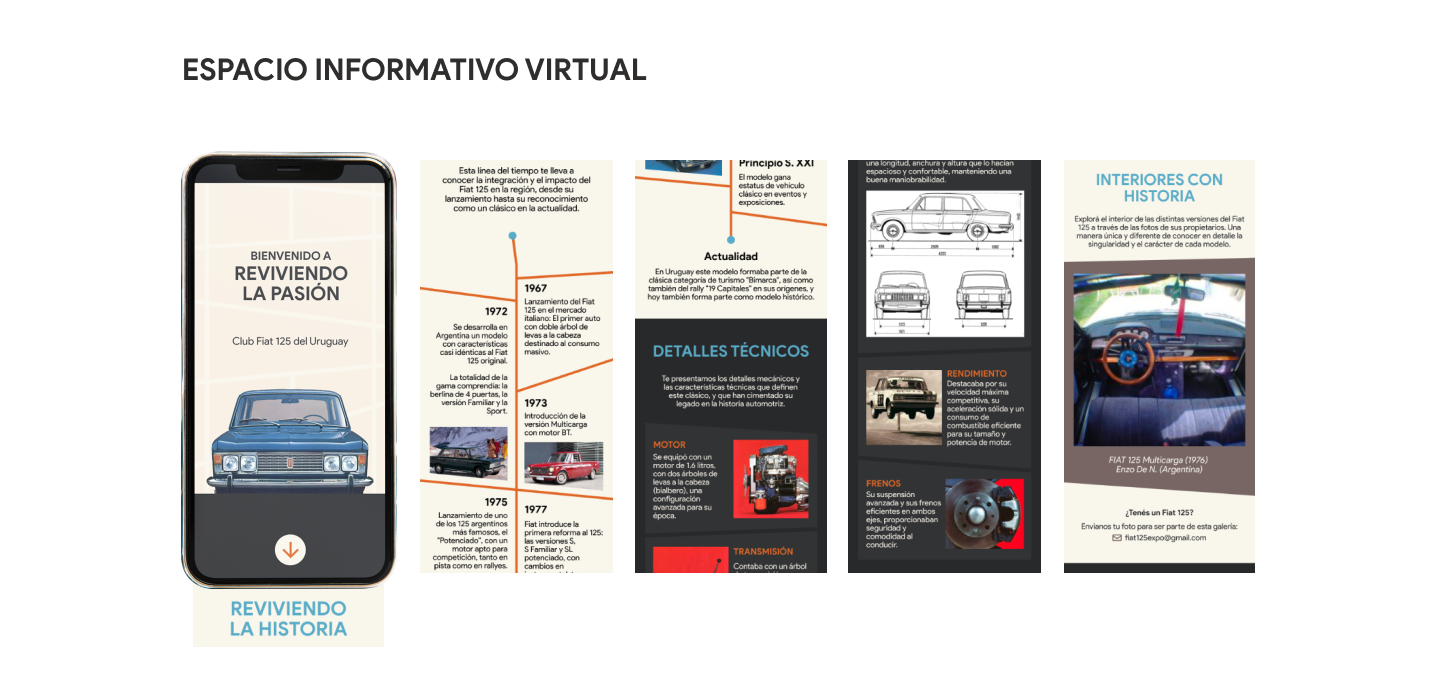 ESPACIO INFORMATIVO VIRTUAL
BIENVENIDO A
REVIVIENDO
LA PASIÓN
Club Fiat 125 del Uruguay
REVIVIENDO
LA HISTORIA
Esta línea del tiempo te lleva a
conocer la integración y el impacto del
Fiat 125 en la región, desde su
lanzamiento hasta su reconocimiento
como un clásico en la actualidad.
1967
Lanzamiento del Fiat
125 en el mercado
italiano: El primer auto
con doble árbol de
levas a la cabeza
destinado al consumo
masivo.
1972
Se desarrolla en
Argentina un modelo
con características
casi idénticas al Fiat
125 original.
La totalidad de la
gama comprendía: la
berlina de 4 puertas, la
versión Familiar y la
Sport.
1973
Introducción de la
versión Multicarga
con motor BT.
1975
Lanzamiento de uno
de los 125 argentinos
más famosos, el
"Potenciado", con un
motor apto para
competición, tanto en
pista como en rallyes.
1977
Fiat introduce la
primera reforma al 125:
las versiones S,
S Familiar y SL
potenciado, con
cambios en
Principio S. XXI
El modelo gana
estatus de vehículo
clásico en eventos y
exposiciones.
Actualidad
En Uruguay este modelo formaba parte de la
clásica categoría de turismo "Bimarca", así como
también del rally "19 Capitales" en sus orígenes, y
hoy también forma parte como modelo histórico.
DETALLES TÉCNICOS
Te presentamos los detalles mecánicos y
las características técnicas que definen
este clásico, y que han cimentado su
legado en la historia automotriz.
MOTOR
Se equipó con un
motor de 1.6 litros,
con dos árboles de
levas a la cabeza
(bialbero), una
configuración
avanzada para su
época.
TRANSMISIÓN
Contaba con un árbol
una longitud, anchura y altura que lo hacían
espacioso y confortable, manteniendo una
buena maniobrabilidad.
RENDIMIENTO
Destacaba por su
velocidad máxima
competitiva, su
aceleración sólida y un
consumo de
combustible eficiente
para su tamaño y
potencia de motor.
FRENOS
Su suspensión
avanzada y sus frenos
eficientes en ambos
ejes, proporcionaban
seguridad y
comodidad al
conducir.
INTERIORES CON
HISTORIA
Explorá el interior de las distintas versiones del Fiat
125 a través de las fotos de sus propietarios. Una
manera única y diferente de conocer en detalle la
singularidad y el carácter de cada modelo.
FIAT 125 Multicarga (1976)
Enzo De N. (Argentina)
¿Tenés un Fiat 125?
Envianos tu foto para ser parte de esta galería:
fiat125expo@gmail.com